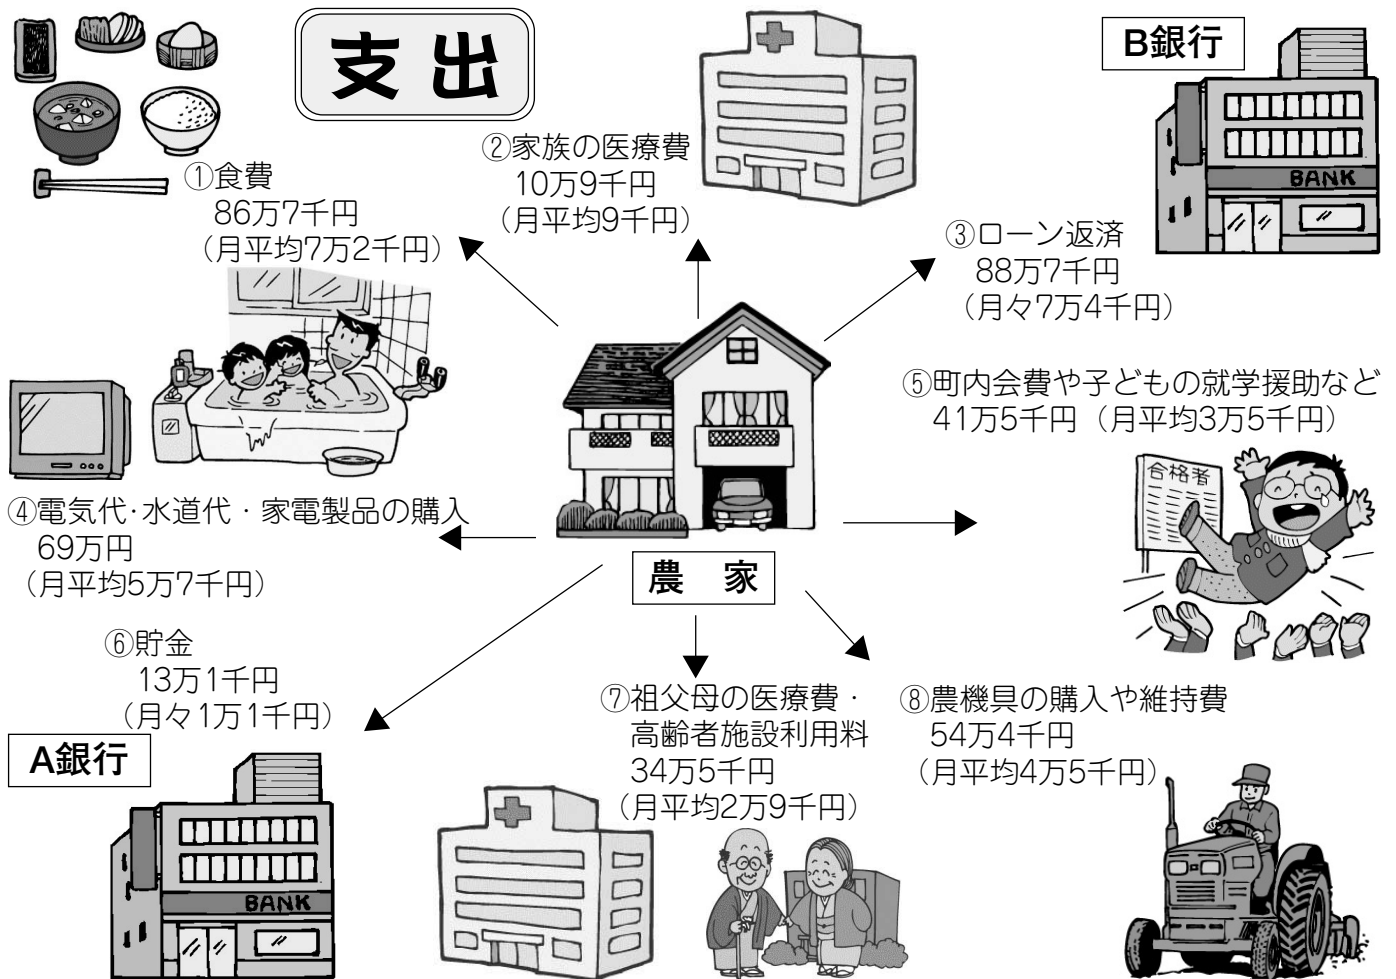 支出
B銀行
BANK
①食費
86万7千円
（月平均7万2千円）
②家族の医療費
10万9千円
（月平均9千円）
③ローン返済
88万7千円
（月々7万4千円）
④電気代・水道代・家電製品の購入
69万円
（月平均5万7千円）
⑤町内会費や子どもの就学援助など
41万5千円（月平均3万5千円）
合格者
農家
⑥貯金
13万1千円
（月々1万1千円）
A銀行
BANK
⑦祖父母の医療費・
高齢者施設利用料
34万5千円
（月平均2万9千円）
⑧農機具の購入や維持費
54万4千円
（月平均4万5千円）